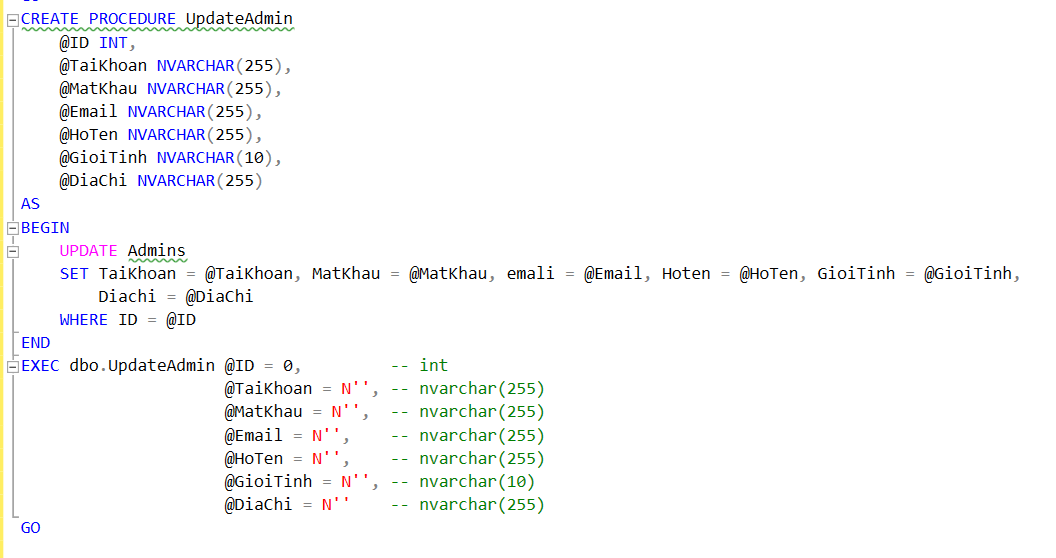 CREATE PROCEDURE UpdateAdmin
    @ID INT,
    @TaiKhoan NVARCHAR(255),
    @MatKhau NVARCHAR(255),
    @Email NVARCHAR(255),
    @HoTen NVARCHAR(255),
    @GioiTinh NVARCHAR(10),
    @DiaChi NVARCHAR(255)
AS
BEGIN
    UPDATE Admins
    SET TaiKhoan = @TaiKhoan, MatKhau = @MatKhau, emali = @Email, Hoten = @HoTen, GioiTinh = @GioiTinh,
        Diachi = @DiaChi
    WHERE ID = @ID
END
EXEC dbo.UpdateAdmin @ID = 0,         -- int
                     @TaiKhoan = N'', -- nvarchar(255)
                     @MatKhau = N'',  -- nvarchar(255)
                     @Email = N'',    -- nvarchar(255)
                     @HoTen = N'',    -- nvarchar(255)
                     @GioiTinh = N'', -- nvarchar(10)
                     @DiaChi = N''    -- nvarchar(255)
GO